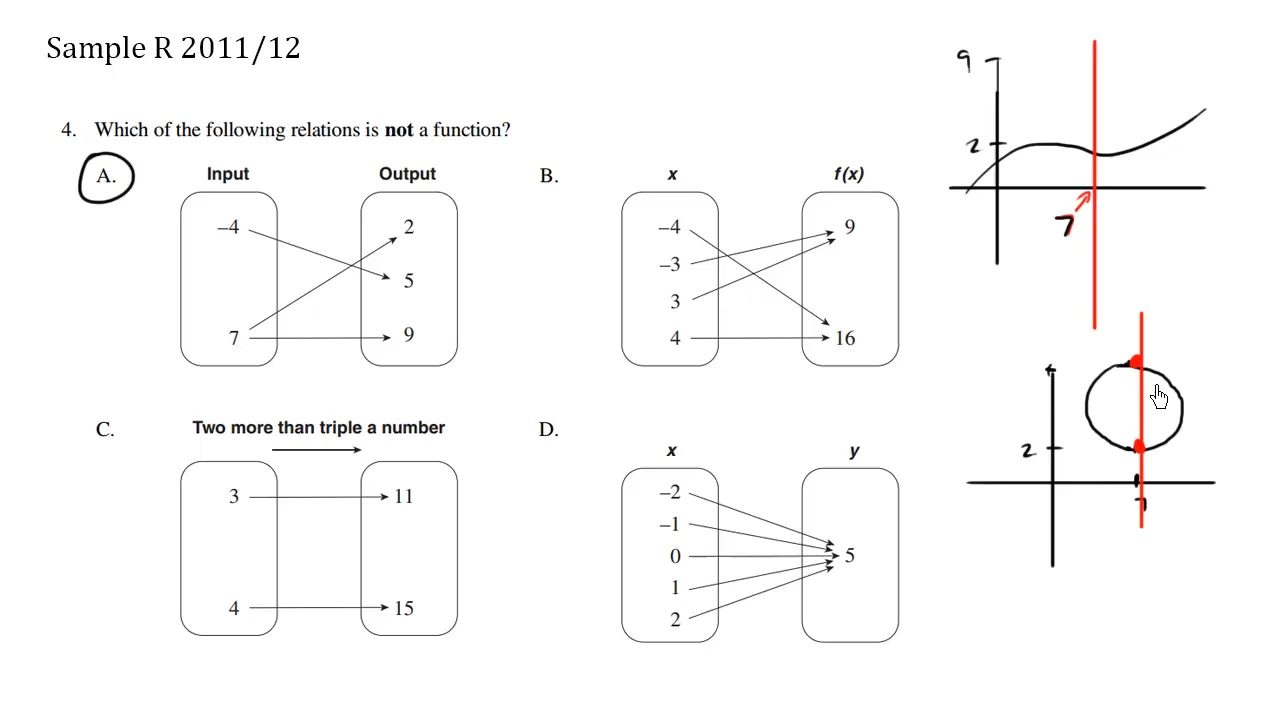 Sample R 2011/12
4. Which of the following relations is not a function?
A.
Input Output
–4
7
2
5
9
B.
x f(x)
–4
–3
3
4
9
16
C.
Two more than triple a number
3 11
4 15
D.
x y
–2
–1
0
1
2
5
9
2
7
2
7